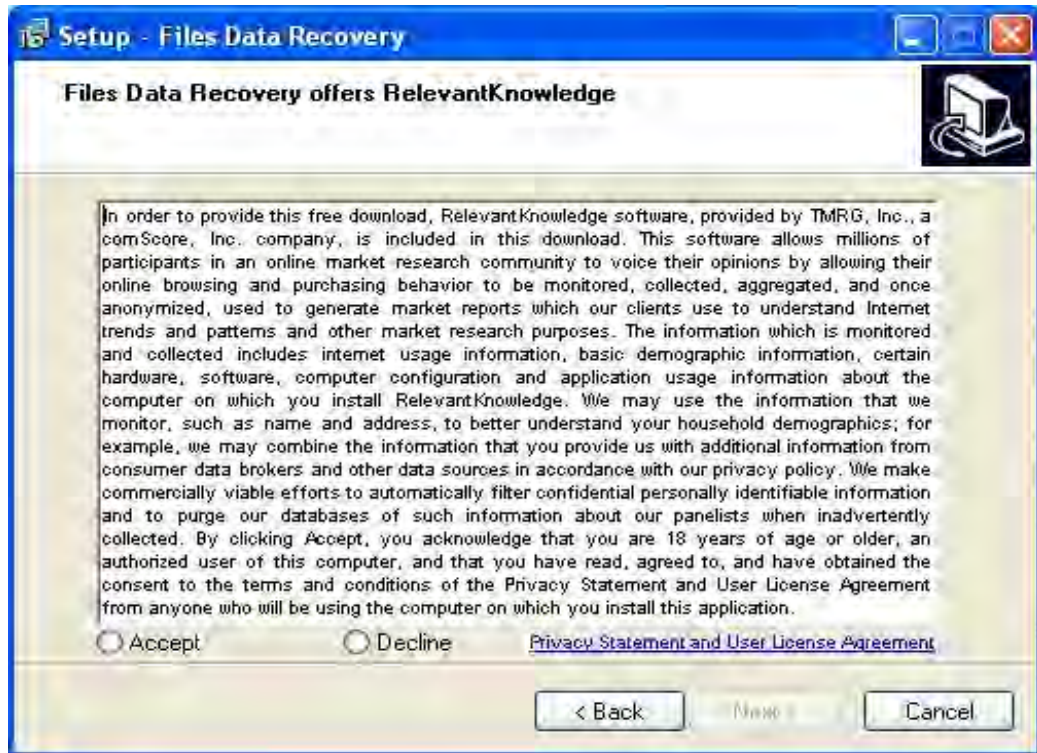 Setup - Files Data Recovery
Files Data Recovery offers RelevantKnowledge
In order to provide this free download, RelevantKnowledge software, provided by TMRG, Inc., a
comScore, Inc. company, is included in this download. This software allows millions of
participants in an online market research community to voice their opinions by allowing their
online browsing and purchasing behavior to be monitored, collected, aggregated, and once
anonymized, used to generate market reports which our clients use to understand Internet
trends and patterns and other market research purposes. The information which is monitored
and collected includes internet usage information, basic demographic information, certain
hardware, software, computer configuration and application usage information about the
computer on which you install RelevantKnowledge. We may use the information that we
monitor, such as name and address, to better understand your household demographics; for
example, we may combine the information that you provide us with additional information from
consumer data brokers and other data sources in accordance with our privacy policy. We make
commercially viable efforts to automatically filter confidential personally identifiable information
and to purge our databases of such information about our panelists when inadvertently
collected. By clicking Accept, you acknowledge that you are 18 years of age or older, an
authorized user of this computer, and that you have read, agreed to, and have obtained the
consent to the terms and conditions of the Privacy Statement and User License Agreement
from anyone who will be using the computer on which you install this application.
Accept Decline Privacy Statement and User License Agreement
< Back Next > Cancel